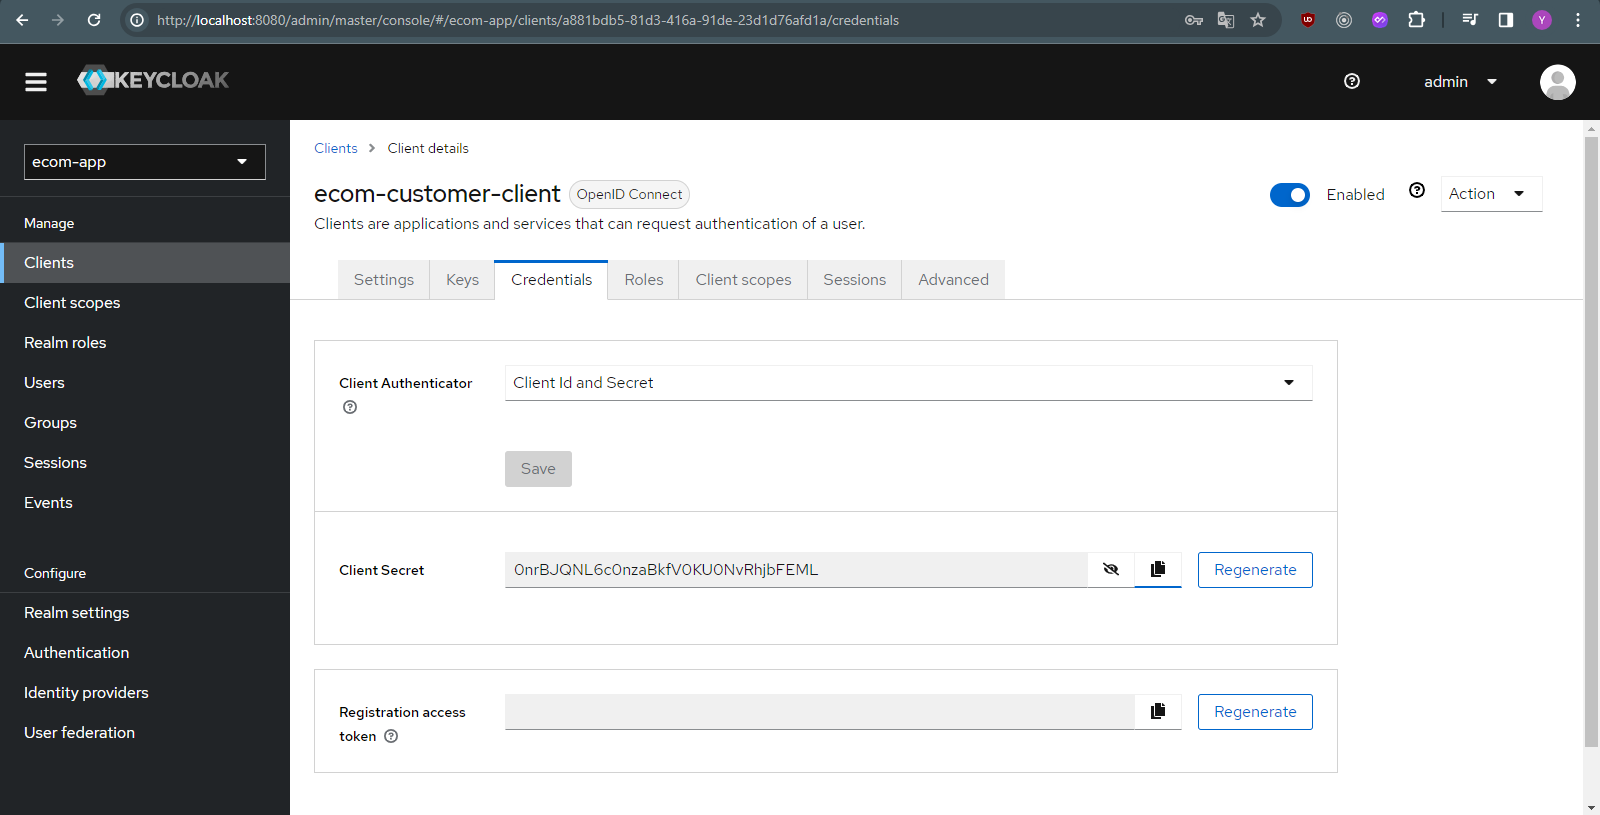 http://localhost:8080/admin/master/console/#/ecom-app/clients/a881bdb5-81d3-416a-91de-23d1d76afd1a/credentials
UD
Y
KEYCLOAK
admin
ecom-app
Manage
Clients
Client scopes
Realm roles
Users
Groups
Sessions
Events
Configure
Realm settings
Authentication
Identity providers
User federation
Clients > Client details
ecom-customer-client OpenID Connect
Enabled
Action
Clients are applications and services that can request authentication of a user.
Settings Keys Credentials Roles Client scopes Sessions Advanced
Client Authenticator
Client Id and Secret
Save
Client Secret
0nrBJQNL6c0nzaBkfV0KU0NvRhjbFEML
Regenerate
Registration access
token
Regenerate